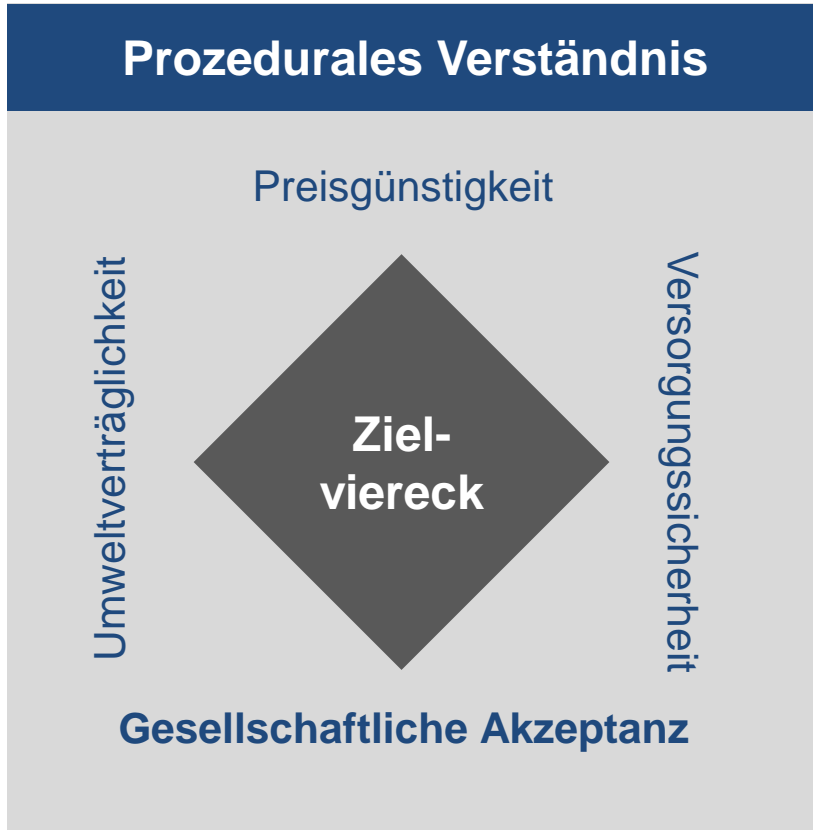 Prozedurales Verständnis
Preisgünstigkeit
Umweltverträglichkeit
Versorgungssicherheit
Ziel-
viereck
Gesellschaftliche Akzeptanz